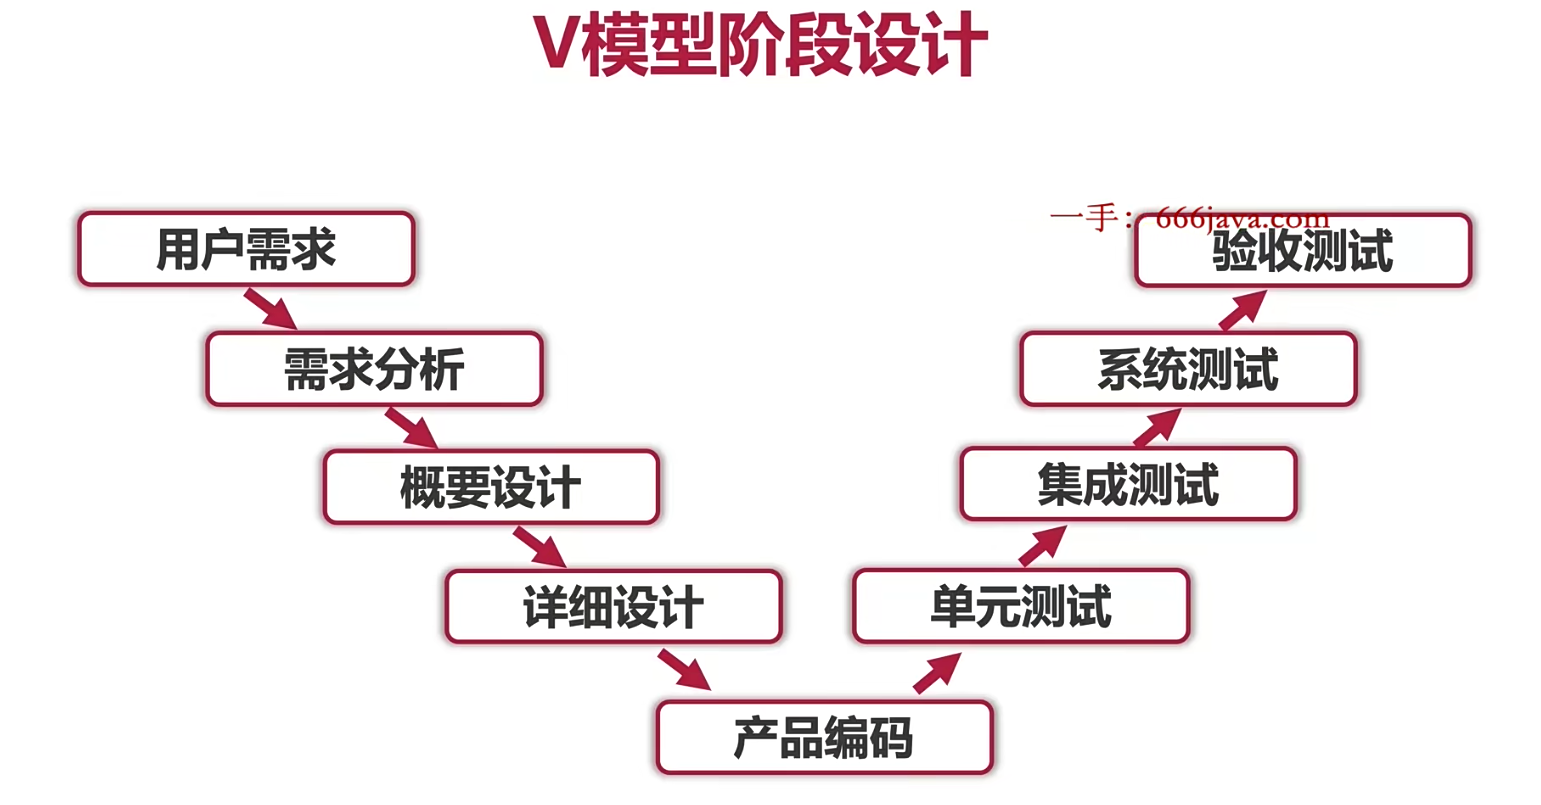 V模型阶段设计
一手：666java.com
用户需求
验收测试
需求分析
系统测试
概要设计
集成测试
详细设计
单元测试
产品编码